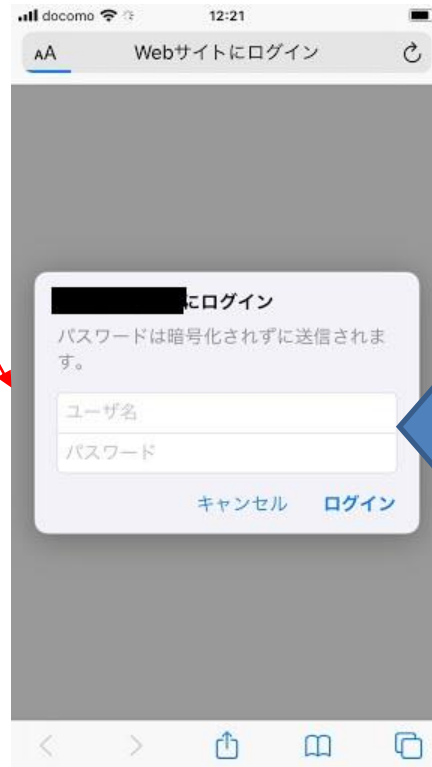 docomo 12:21
AA Webサイトにログイン
にログイン
パスワードは暗号化されずに送信されま
す。
ユーザ名
パスワード
キャンセル ログイン